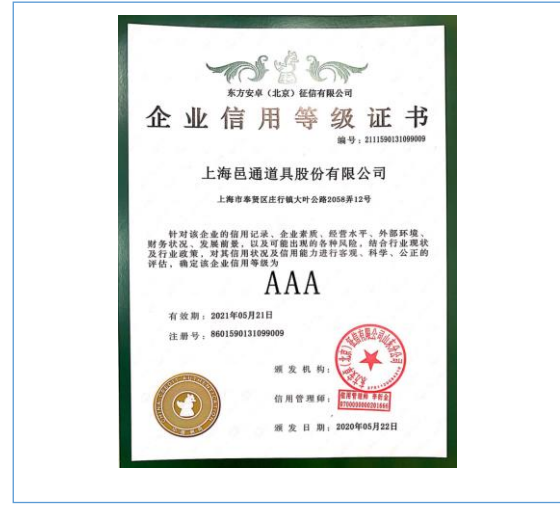 东方安卓（北京）征信有限公司
企业信用等级证书
编号：2111590131099009
上海邑通道具股份有限公司
上海市奉贤区庄行镇大叶公路2058弄12号
针对该企业的信用记录、企业素质、经营水平、外部环境、
财务状况、发展前景，以及可能出现的各种风险，结合行业现状
及行业政策，对其信用状况及信用能力进行客观、科学、公正的
评估，确定该企业信用等级为
AAA
有效期：2021年05月21日
注册号：8601590131099009
颁发机构：
信用管理师：
颁发日期：2020年05月22日